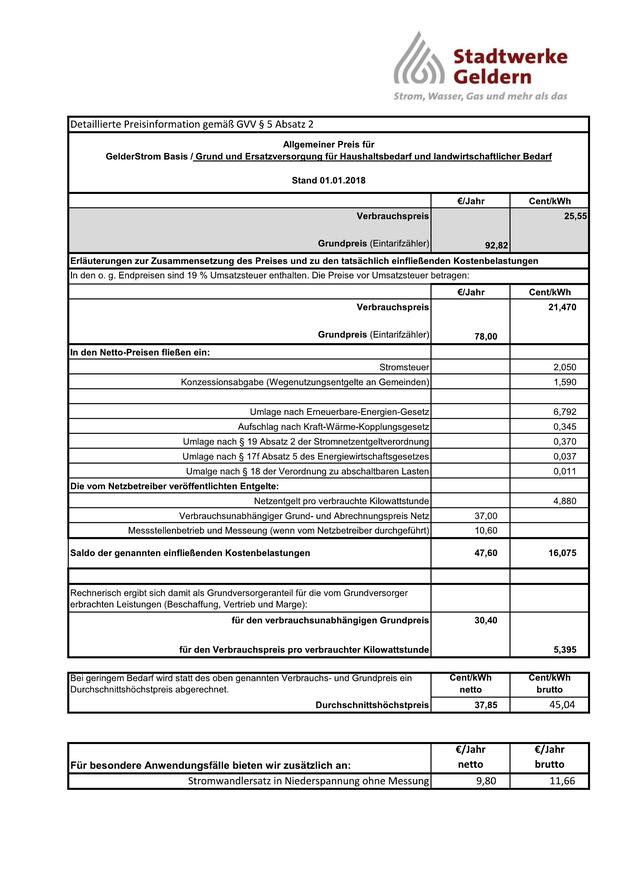 Stadtwerke
Geldern
Strom, Wasser, Gas und mehr als das
Detaillierte Preisinformation gemäß GVV § 5 Absatz 2
Allgemeiner Preis für
GelderStrom Basis / Grund und Ersatzversorgung für Haushaltsbedarf und landwirtschaftlicher Bedarf
Stand 01.01.2018
€/Jahr Cent/kWh
Verbrauchspreis 25,55
Grundpreis (Eintarifzähler) 92,82
Erläuterungen zur Zusammensetzung des Preises und zu den tatsächlich einfließenden Kostenbelastungen
In den o. g. Endpreisen sind 19 % Umsatzsteuer enthalten. Die Preise vor Umsatzsteuer betragen:
€/Jahr Cent/kWh
Verbrauchspreis 21,470
Grundpreis (Eintarifzähler) 78,00
In den Netto-Preisen fließen ein:
Stromsteuer 2,050
Konzessionsabgabe (Wegenutzungsentgelte an Gemeinden) 1,590
Umlage nach Erneuerbare-Energien-Gesetz 6,792
Aufschlag nach Kraft-Wärme-Kopplungsgesetz 0,345
Umlage nach § 19 Absatz 2 der Stromnetzentgeltverordnung 0,370
Umlage nach § 17f Absatz 5 des Energiewirtschaftsgesetzes 0,037
Umalge nach § 18 der Verordnung zu abschaltbaren Lasten 0,011
Die vom Netzbetreiber veröffentlichten Entgelte:
Netzentgelt pro verbrauchte Kilowattstunde 4,880
Verbrauchsunabhängiger Grund- und Abrechnungspreis Netz 37,00
Messstellenbetrieb und Messeung (wenn vom Netzbetreiber durchgeführt) 10,60
Saldo der genannten einfließenden Kostenbelastungen 47,60 16,075
Rechnerisch ergibt sich damit als Grundversorgeranteil für die vom Grundversorger
erbrachten Leistungen (Beschaffung, Vertrieb und Marge):
für den verbrauchsunabhängigen Grundpreis 30,40
für den Verbrauchspreis pro verbrauchter Kilowattstunde 5,395
Bei geringem Bedarf wird statt des oben genannten Verbrauchs- und Grundpreis ein Cent/kWh Cent/kWh
Durchschnittshöchstpreis abgerechnet. netto brutto
Durchschnittshöchstpreis 37,85 45,04
€/Jahr €/Jahr
Für besondere Anwendungsfälle bieten wir zusätzlich an: netto brutto
Stromwandlersatz in Niederspannung ohne Messung 9,80 11,66